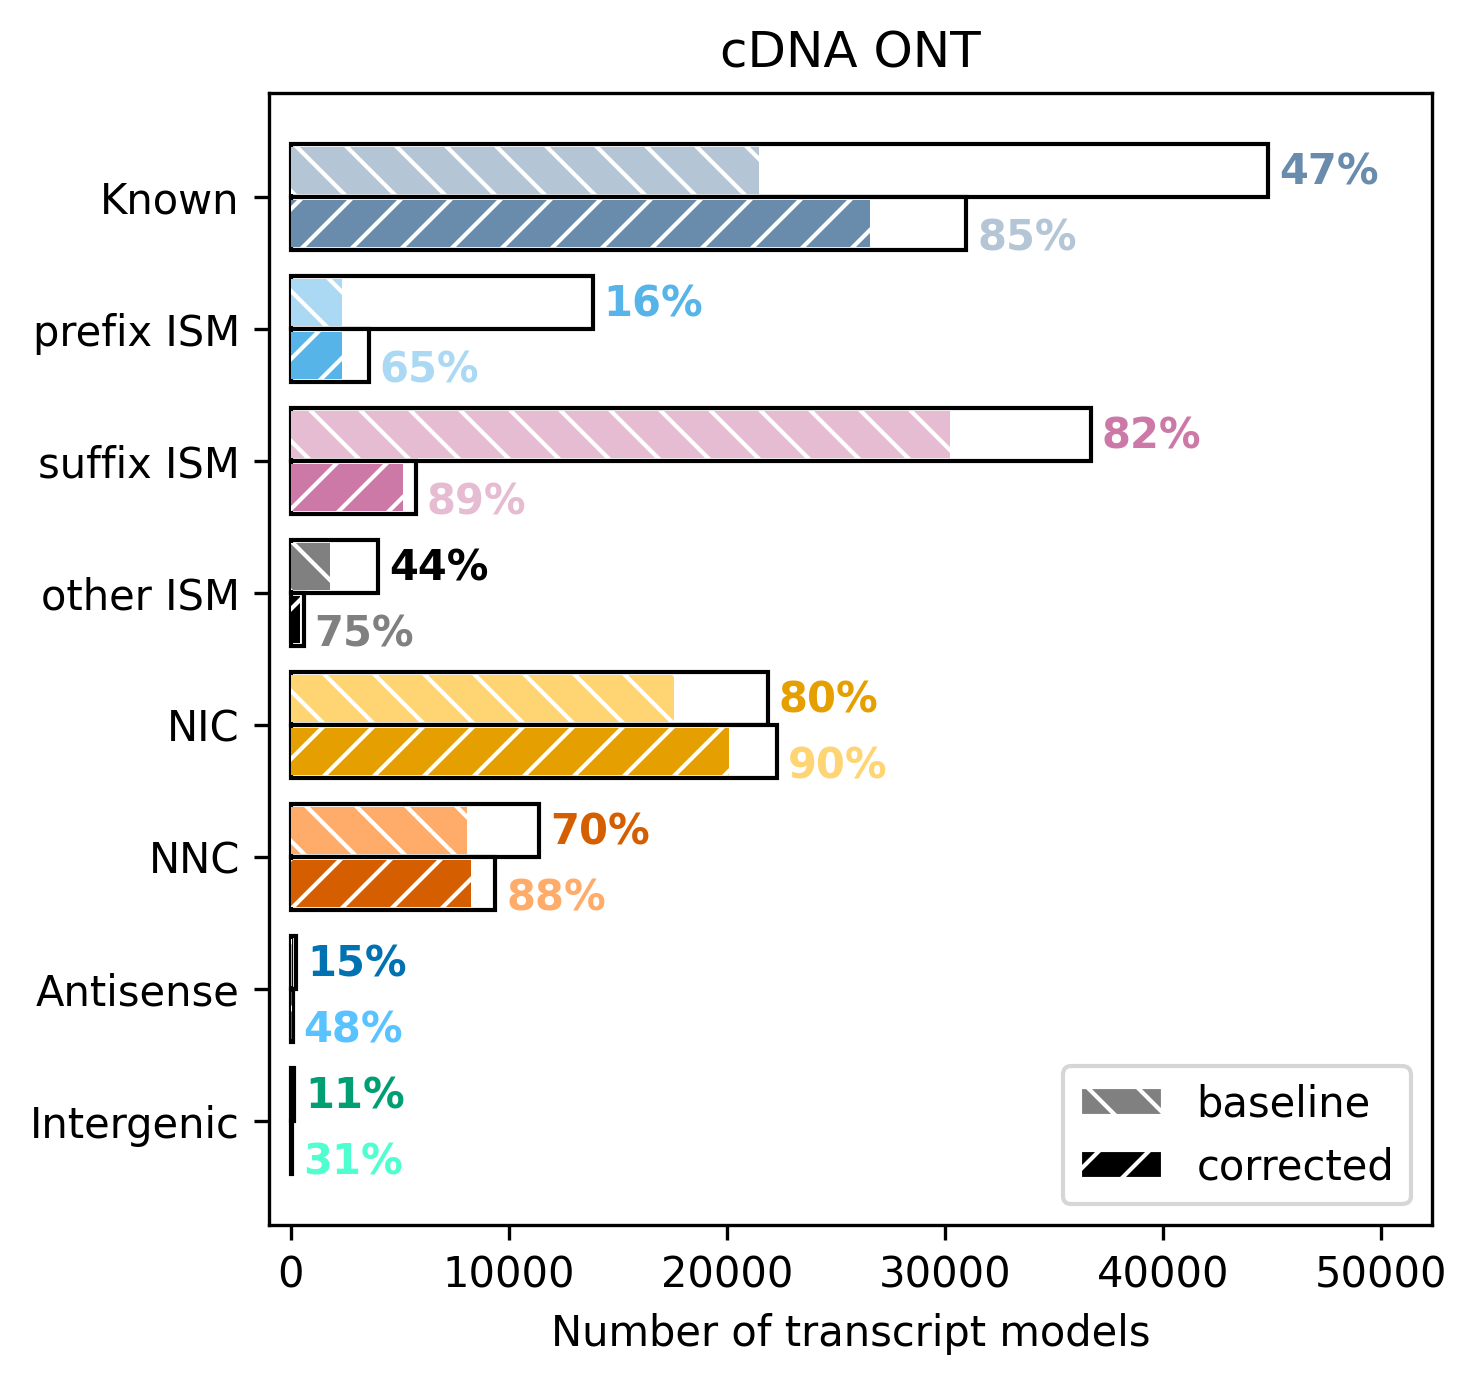 cDNA ONT
Known
47%
85%
prefix ISM
16%
65%
suffix ISM
82%
89%
other ISM
44%
75%
NIC
80%
90%
NNC
70%
88%
Antisense
15%
48%
Intergenic
11%
31%
baseline
corrected
0 10000 20000 30000 40000 50000
Number of transcript models